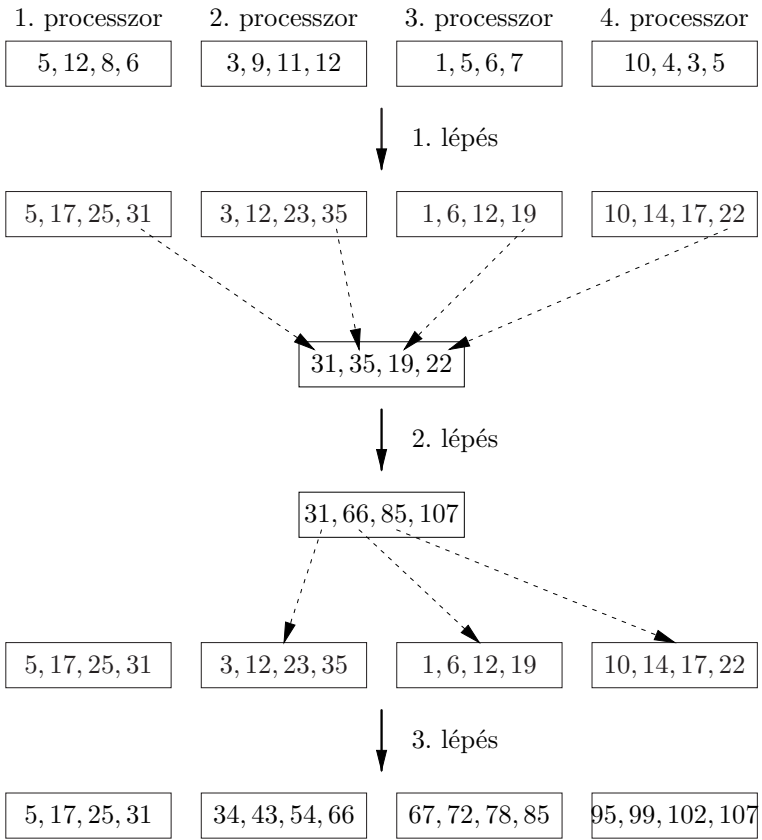 1. processzor 2. processzor 3. processzor 4. processzor
5, 12, 8, 6 3, 9, 11, 12 1, 5, 6, 7 10, 4, 3, 5
1. lépés
5, 17, 25, 31 3, 12, 23, 35 1, 6, 12, 19 10, 14, 17, 22
31, 35, 19, 22
2. lépés
31, 66, 85, 107
5, 17, 25, 31 3, 12, 23, 35 1, 6, 12, 19 10, 14, 17, 22
3. lépés
5, 17, 25, 31 34, 43, 54, 66 67, 72, 78, 85 95, 99, 102, 107